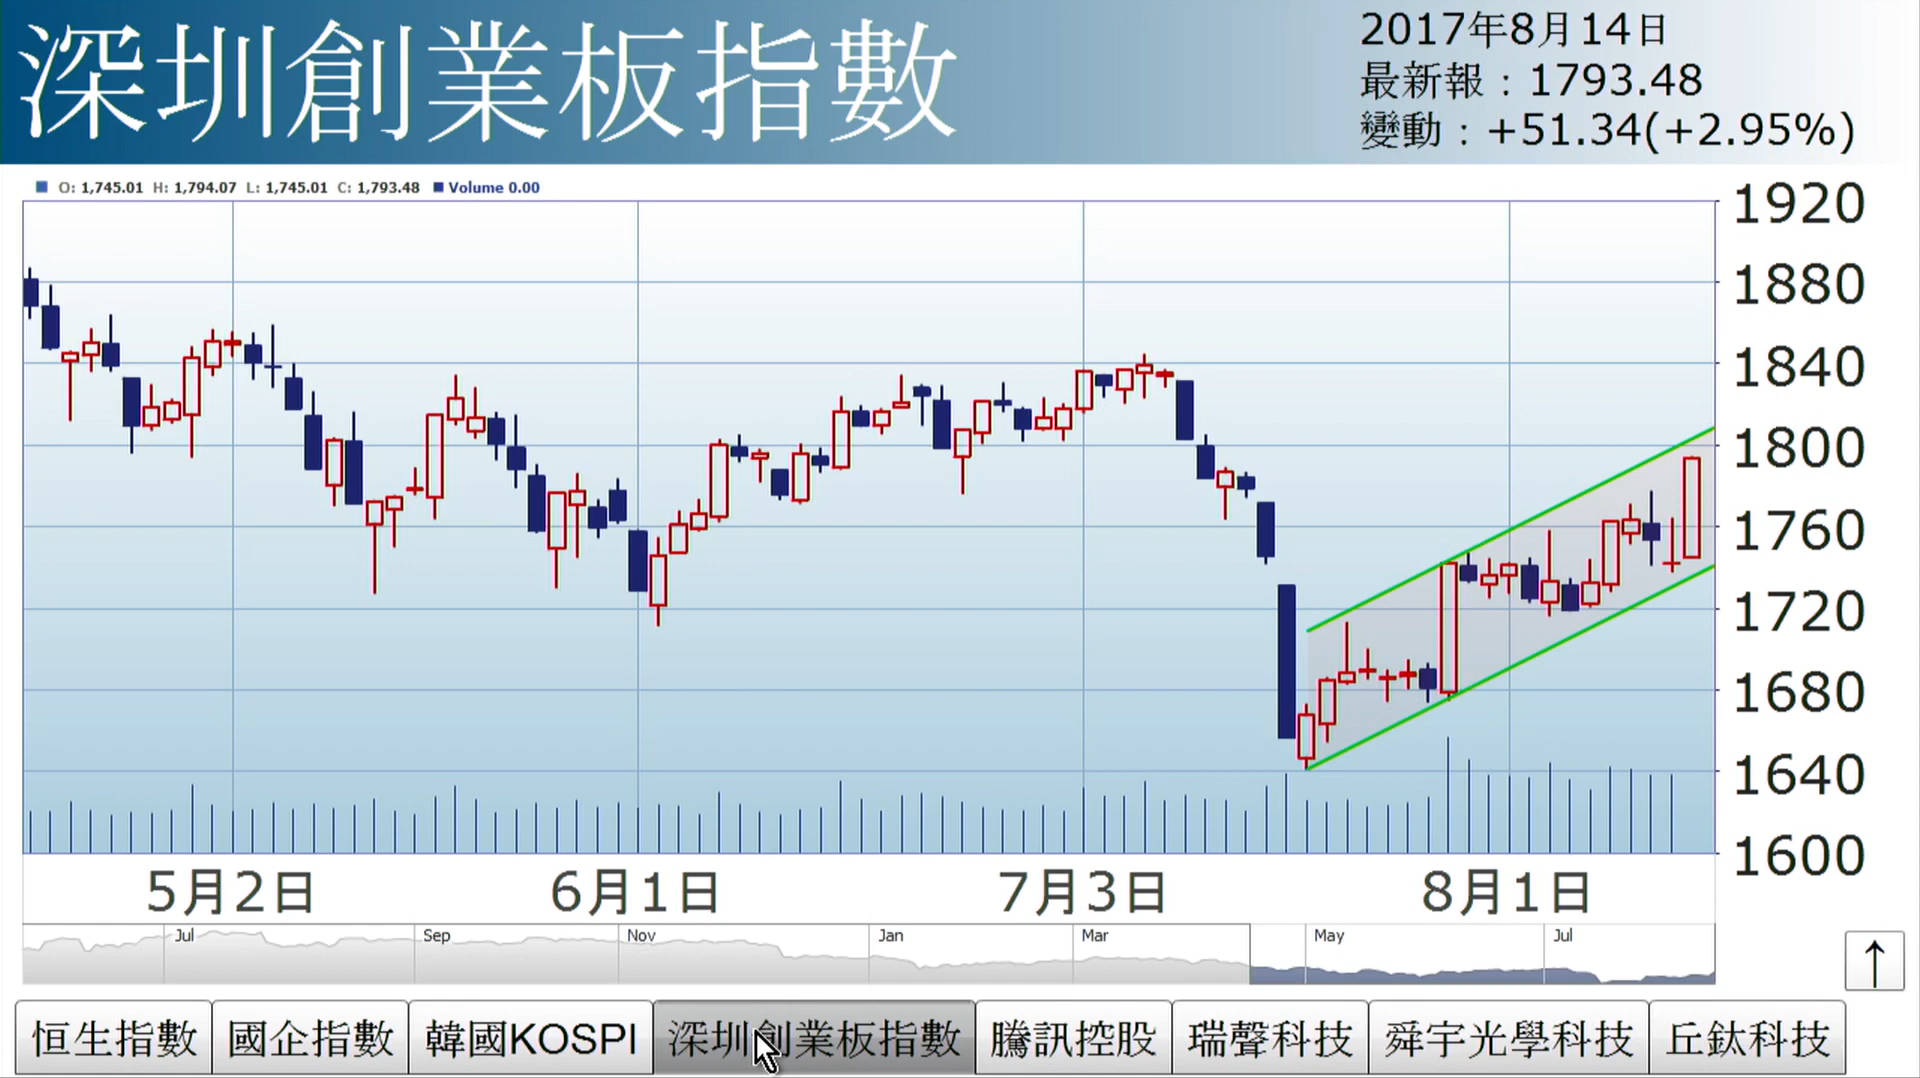 深圳創業板指數
2017年8月14日
最新報：1793.48
變動：+51.34(+2.95%)
O: 1,745.01 H: 1,794.07 L: 1,745.01 C: 1,793.48 Volume 0.00
1920
1880
1840
1800
1760
1720
1680
1640
1600
5月2日 6月1日 7月3日 8月1日
Jul Sep Nov Jan Mar May Jul
↑
恒生指數 國企指數 韓國KOSPI 深圳創業板指數 騰訊控股 瑞聲科技 舜宇光學科技 丘鈦科技